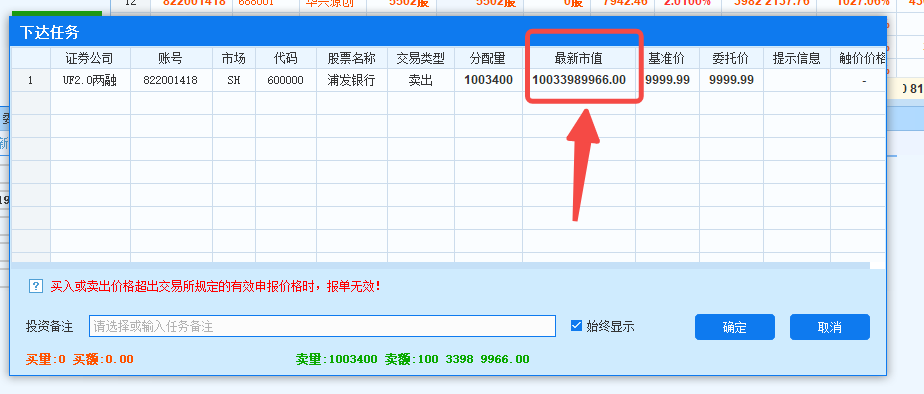 12 822001418 688001 华兴源创 5502股 5502股 0股 7942.46 2.0100% 3982 2137.76 1027.06%
下达任务
证券公司 账号 市场 代码 股票名称 交易类型 分配量 最新市值 基准价 委托价 提示信息 触价价格
1 UF2.0两融 822001418 SH 600000 浦发银行 卖出 1003400 10033989966.00 9999.99 9999.99 -
? 买入或卖出价格超出交易所规定的有效申报价格时，报单无效!
投资备注 请选择或输入任务备注 始终显示 确定 取消
买量:0 买额:0.00 卖量:1003400 卖额:100 3398 9966.00